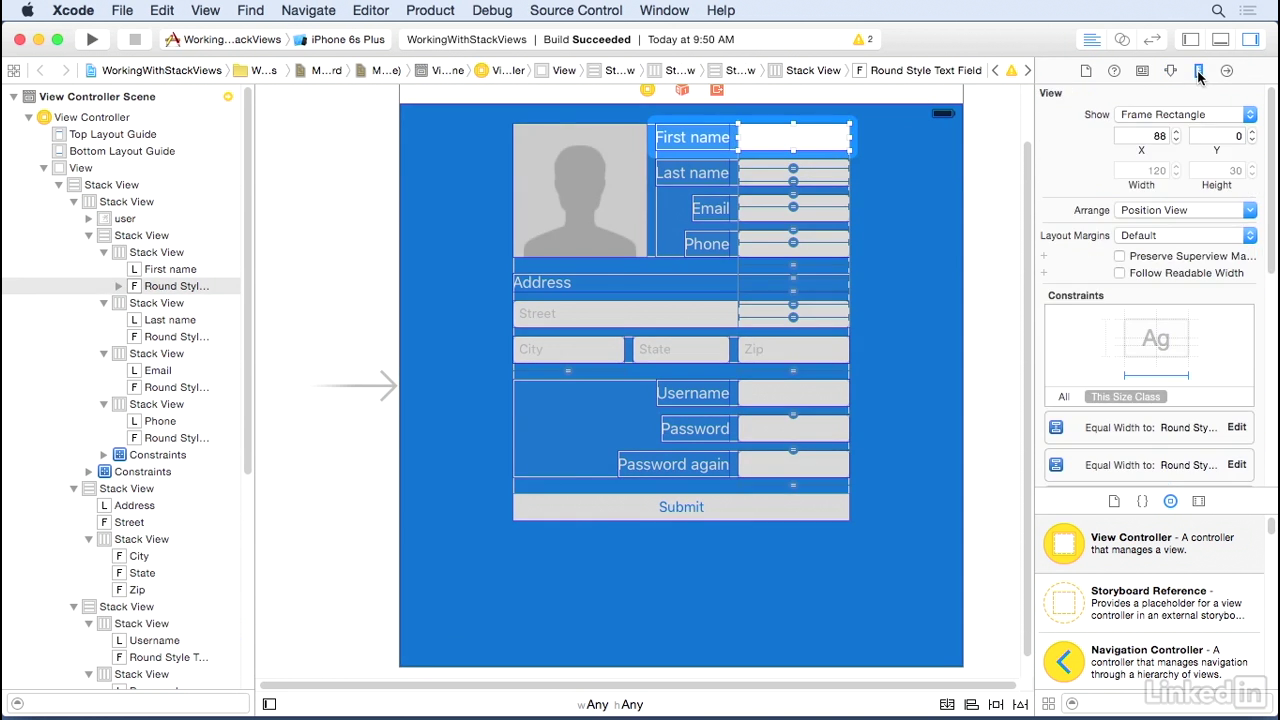 Xcode File Edit View Find Navigate Editor Product Debug Source Control Window Help
Working...ackViews iPhone 6s Plus WorkingWithStackViews Build Succeeded Today at 9:50 AM 2
WorkingWithStackViews W...s M...rd M...e) Vi...ne Vi...ler View St...w St...w St...w Stack View F Round Style Text Field
View Controller Scene
View Controller
Top Layout Guide
Bottom Layout Guide
View
Stack View
Stack View
user
Stack View
Stack View
L First name
F Round Styl...
Stack View
L Last name
F Round Styl...
Stack View
L Email
F Round Styl...
Stack View
L Phone
F Round Styl...
Constraints
Constraints
Stack View
L Address
F Street
Stack View
F City
F State
F Zip
Stack View
Stack View
L Username
F Round Style T...
Stack View
First name
Last name
Email
Phone
Address
Street
City State Zip
Username
Password
Password again
Submit
wAny hAny
View
Show Frame Rectangle
88 0
X Y
120 30
Width Height
Arrange Position View
Layout Margins Default
Preserve Superview Ma...
Follow Readable Width
Constraints
Ag
All This Size Class
Equal Width to: Round Sty... Edit
Equal Width to: Round Sty... Edit
View Controller - A controller
that manages a view.
Storyboard Reference -
Provides a placeholder for a view
controller in an external storybo...
Navigation Controller - A
controller that manages navigation
through a hierarchy of views.
Linked in